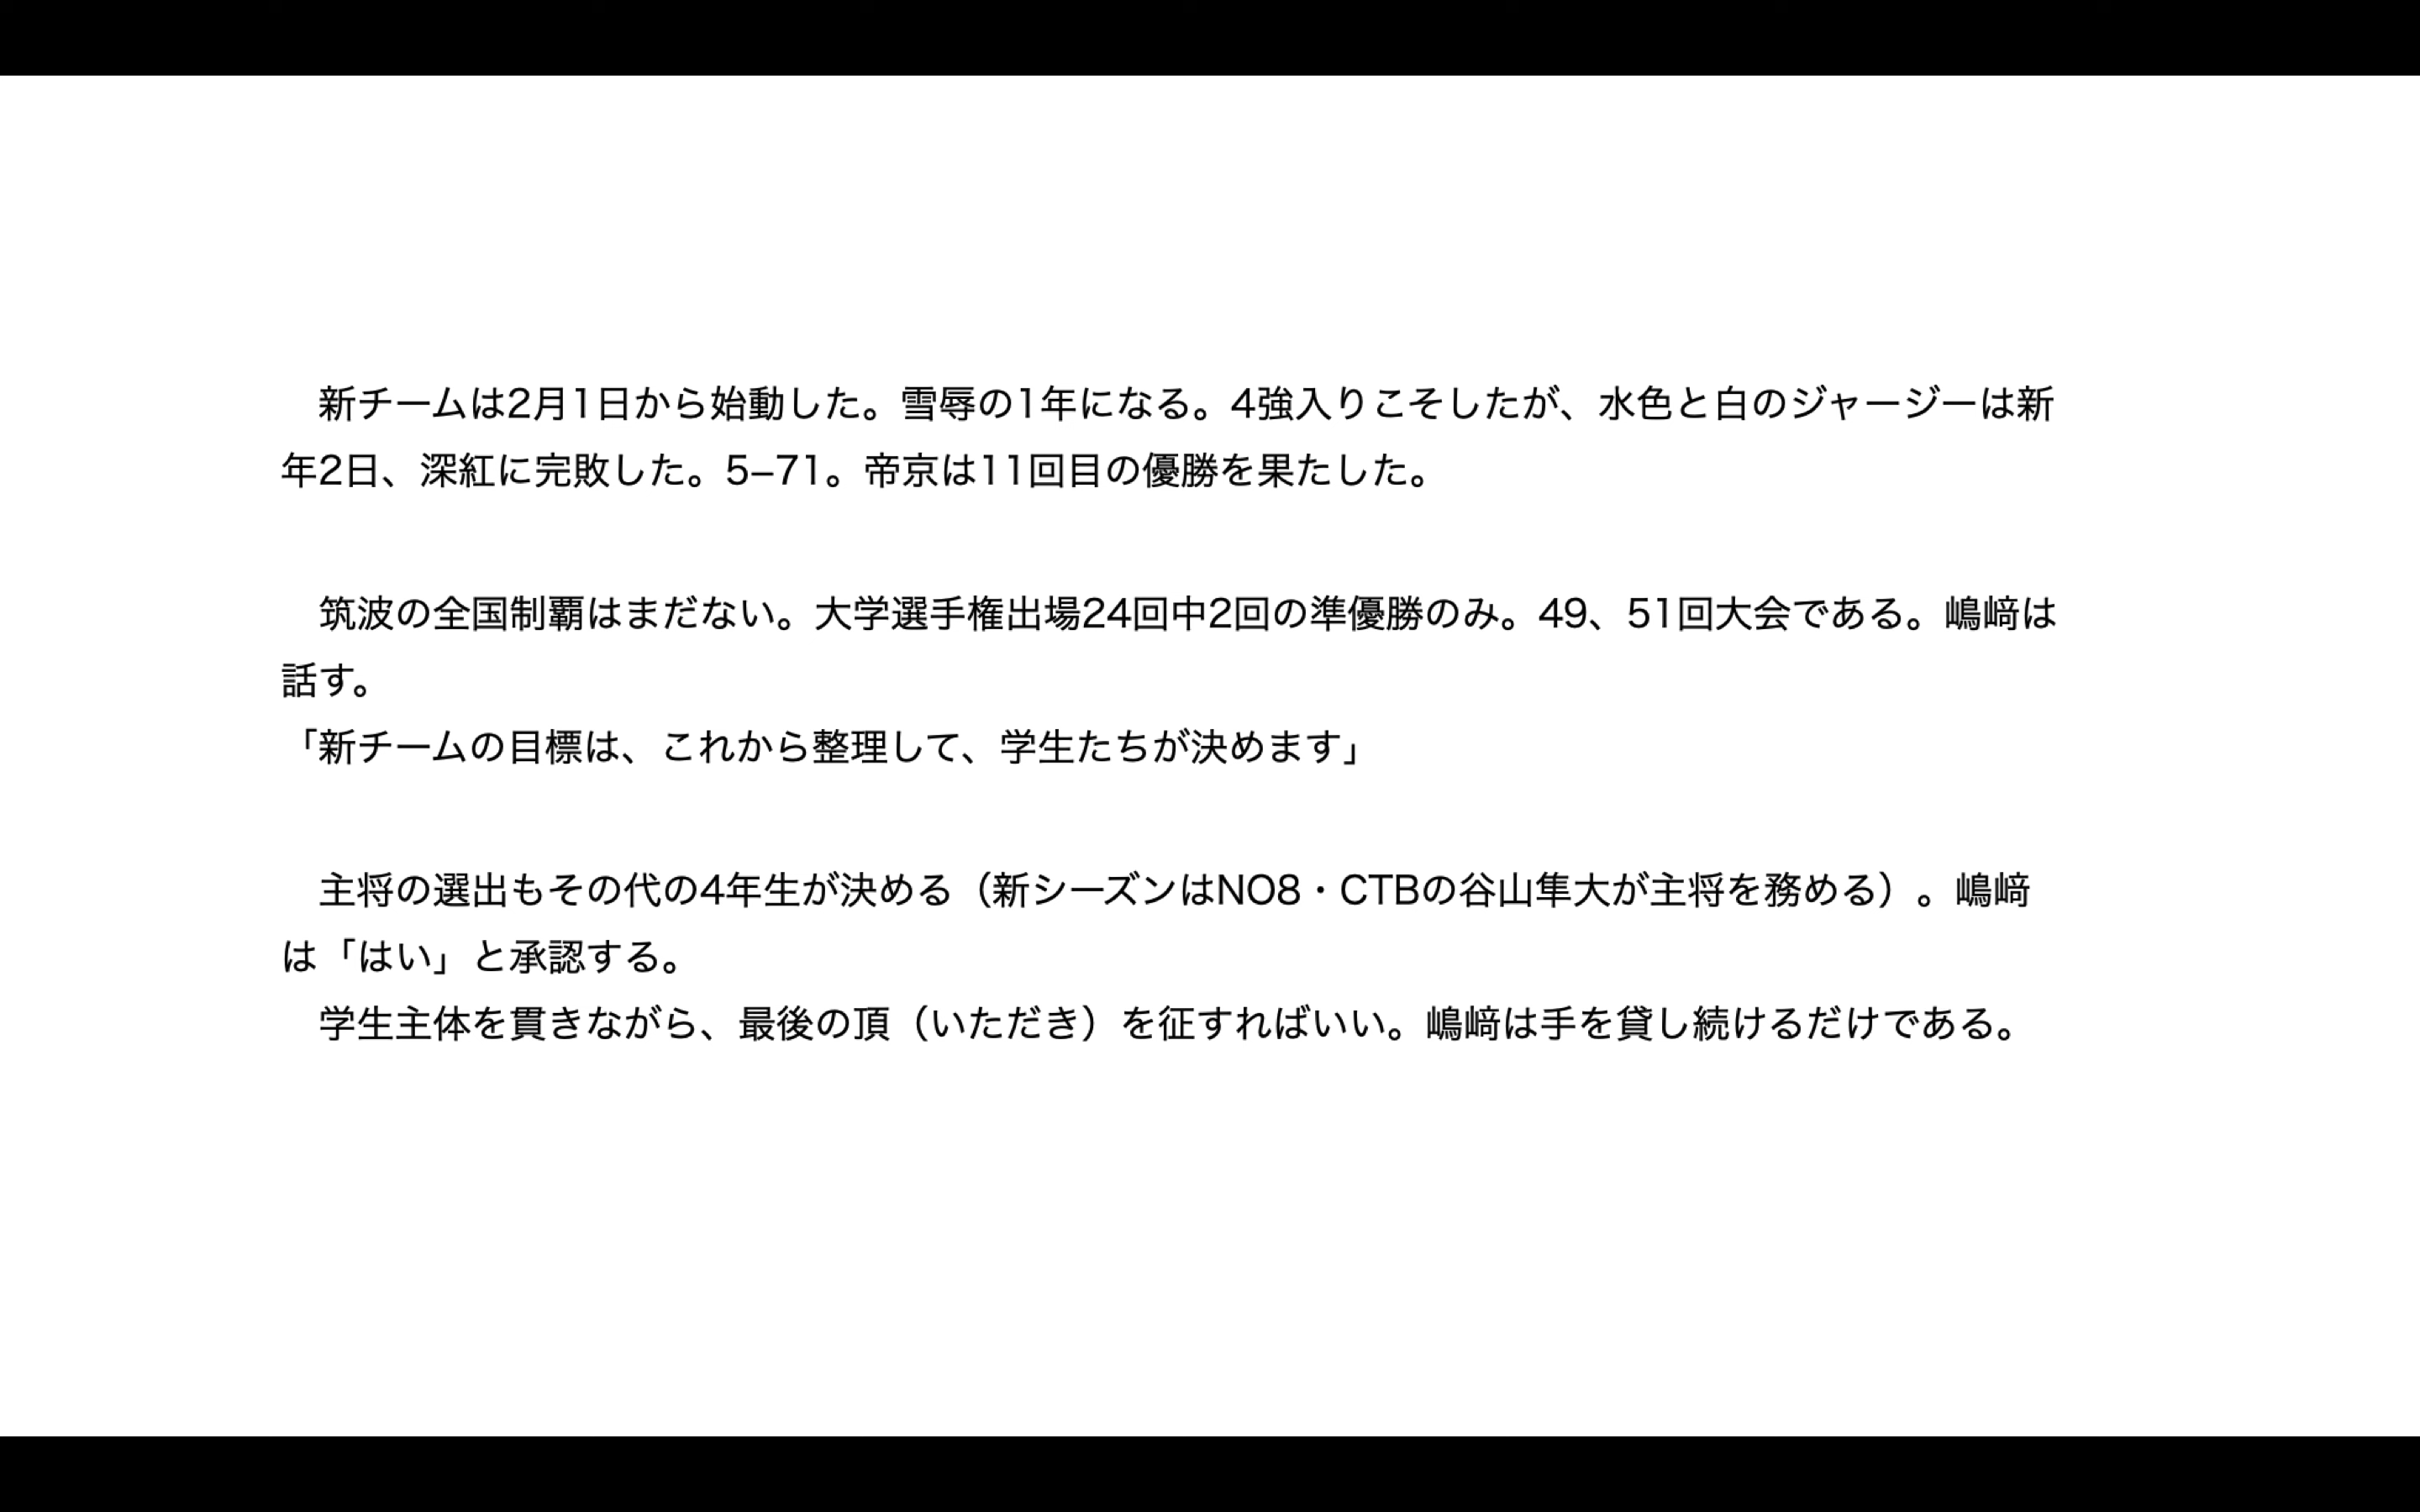 新チームは2月1日から始動した。雪辱の1年になる。4強入りこそしたが、水色と白のジャージーは新
年2日、深紅に完敗した。5–71。帝京は11回目の優勝を果たした。
　筑波の全国制覇はまだない。大学選手権出場24回中2回の準優勝のみ。49、51回大会である。嶋﨑は
話す。
「新チームの目標は、これから整理して、学生たちが決めます」
　主将の選出もその代の4年生が決める（新シーズンはNO8・CTBの谷山隼大が主将を務める）。嶋﨑
は「はい」と承認する。
　学生主体を貫きながら、最後の頂（いただき）を征すればいい。嶋﨑は手を貸し続けるだけである。